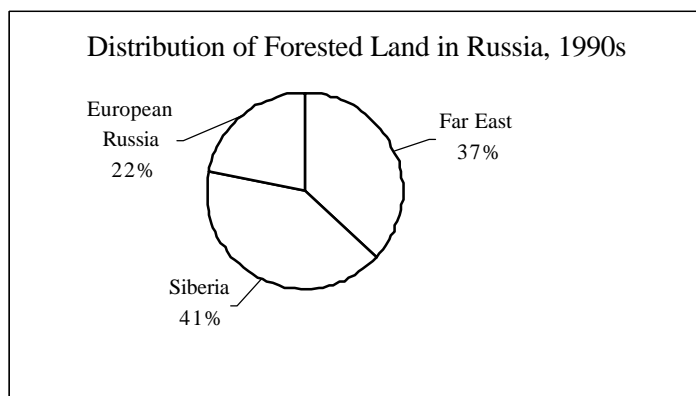 Distribution of Forested Land in Russia, 1990s
European
Russia
22%
Far East
37%
Siberia
41%